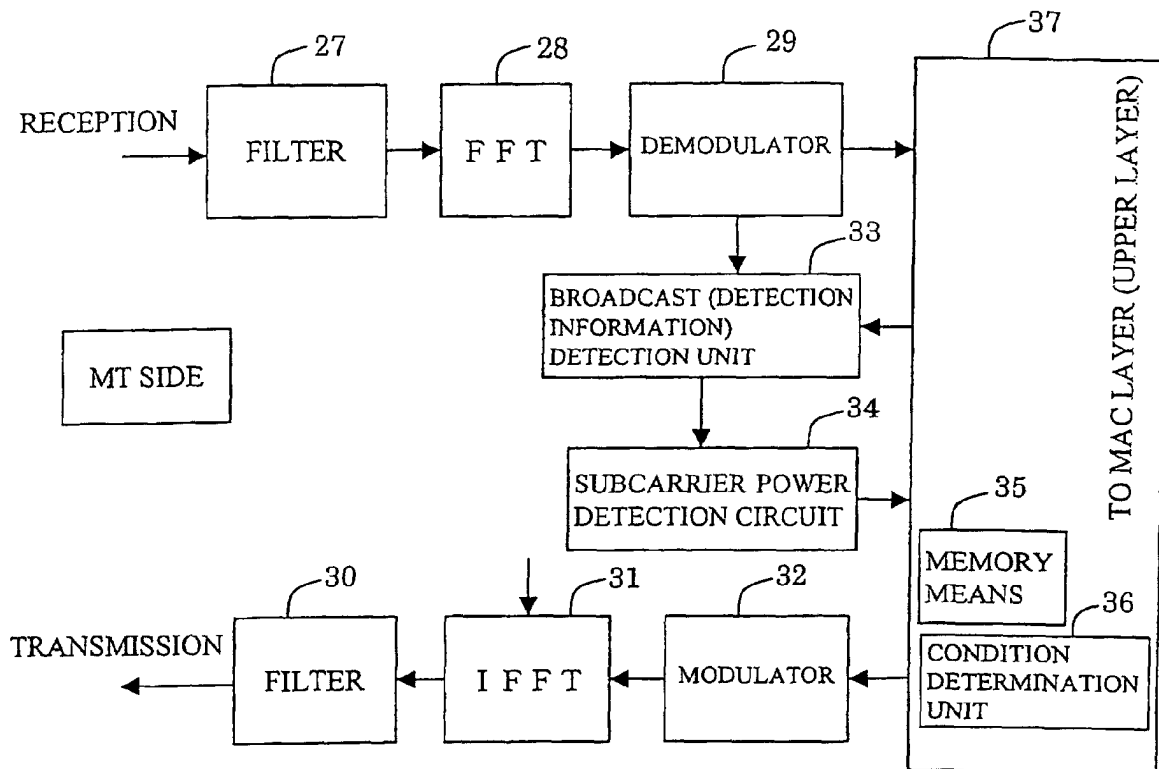 27
28
29
37
RECEPTION
FILTER
F F T
DEMODULATOR
TO MAC LAYER (UPPER LAYER)
33
BROADCAST (DETECTION
INFORMATION)
DETECTION UNIT
MT SIDE
34
SUBCARRIER POWER
DETECTION CIRCUIT
35
MEMORY
MEANS
30
31
32
36
TRANSMISSION
FILTER
I F F T
MODULATOR
CONDITION
DETERMINATION
UNIT